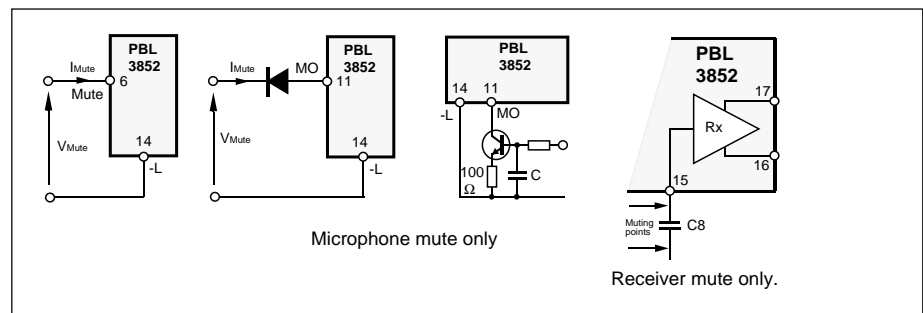 PBL
3852
IMute
6
Mute
VMute
14
-L
PBL
3852
IMute
MO
11
VMute
14
-L
PBL
3852
14
11
-L
MO
100
Ω
C
Microphone mute only
PBL
3852
17
Rx
16
15
Muting
points
C8
Receiver mute only.